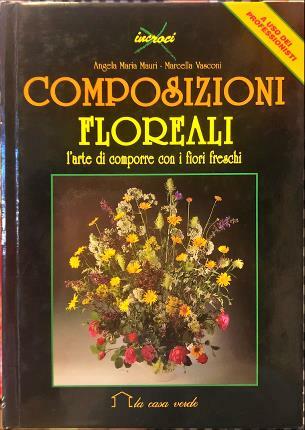 incroci
A USO DEI
PROFESSIONISTI
Angela Maria Mauri - Marcella Vasconi
COMPOSIZIONI
FLOREALI
l'arte di comporre con i fiori freschi
la casa verde